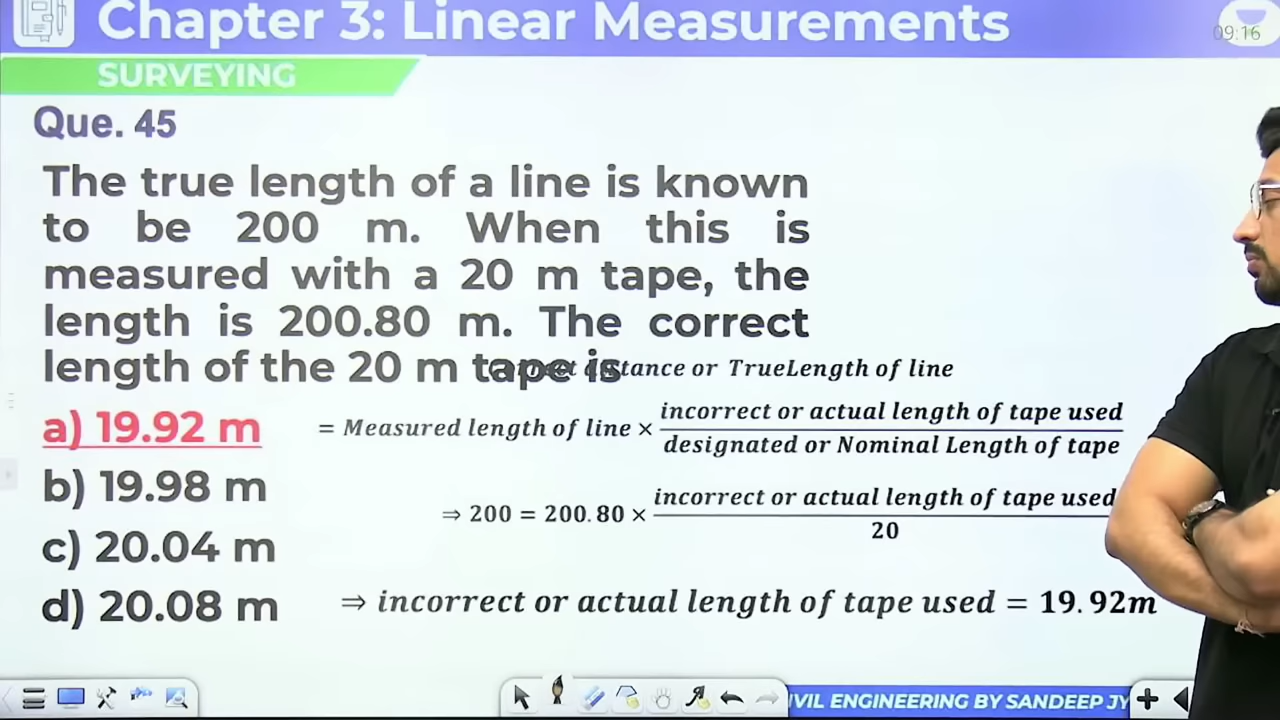 Chapter 3: Linear Measurements
09:16
SURVEYING
Que. 45
The true length of a line is known
to be 200 m. When this is
measured with a 20 m tape, the
length is 200.80 m. The correct
length of the 20 m tape is
distance or TrueLength of line
a) 19.92 m
= Measured length of line × incorrect or actual length of tape used
designated or Nominal Length of tape
b) 19.98 m
⇒ 200 = 200.80 × incorrect or actual length of tape used
20
c) 20.04 m
d) 20.08 m
⇒ incorrect or actual length of tape used = 19.92m
IVIL ENGINEERING BY SANDEEP JY